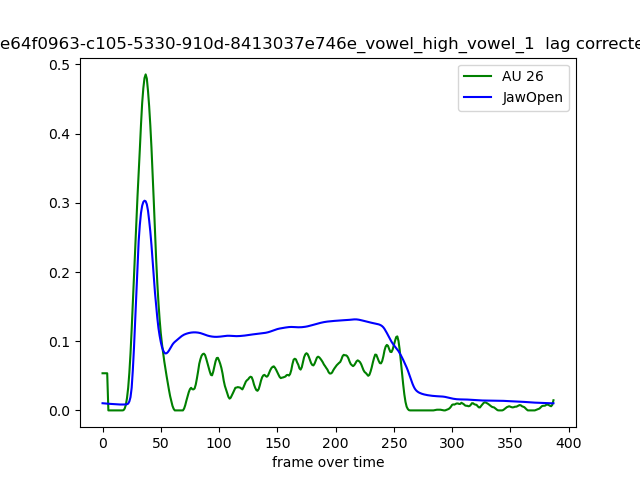 e64f0963-c105-5330-910d-8413037e746e_vowel_high_vowel_1  lag correcte
AU 26
JawOpen
0.5
0.4
0.3
0.2
0.1
0.0
0 50 100 150 200 250 300 350 400
frame over time